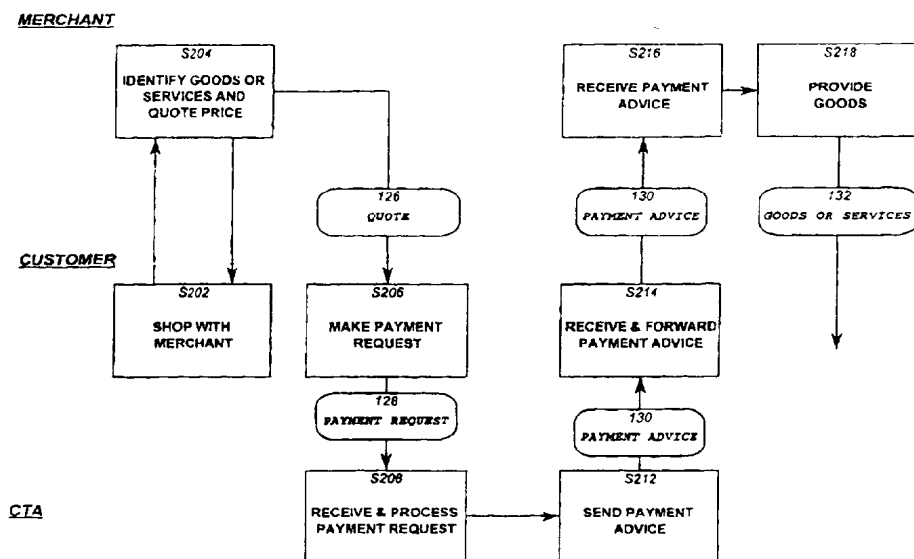 MERCHANT
S204
IDENTIFY GOODS OR
SERVICES AND
QUOTE PRICE
S216
RECEIVE PAYMENT
ADVICE
S218
PROVIDE
GOODS
126
QUOTE
130
PAYMENT ADVICE
132
GOODS OR SERVICES
CUSTOMER
S202
SHOP WITH
MERCHANT
S206
MAKE PAYMENT
REQUEST
S214
RECEIVE & FORWARD
PAYMENT ADVICE
128
PAYMENT REQUEST
130
PAYMENT ADVICE
CTA
S208
RECEIVE & PROCESS
PAYMENT REQUEST
S212
SEND PAYMENT
ADVICE